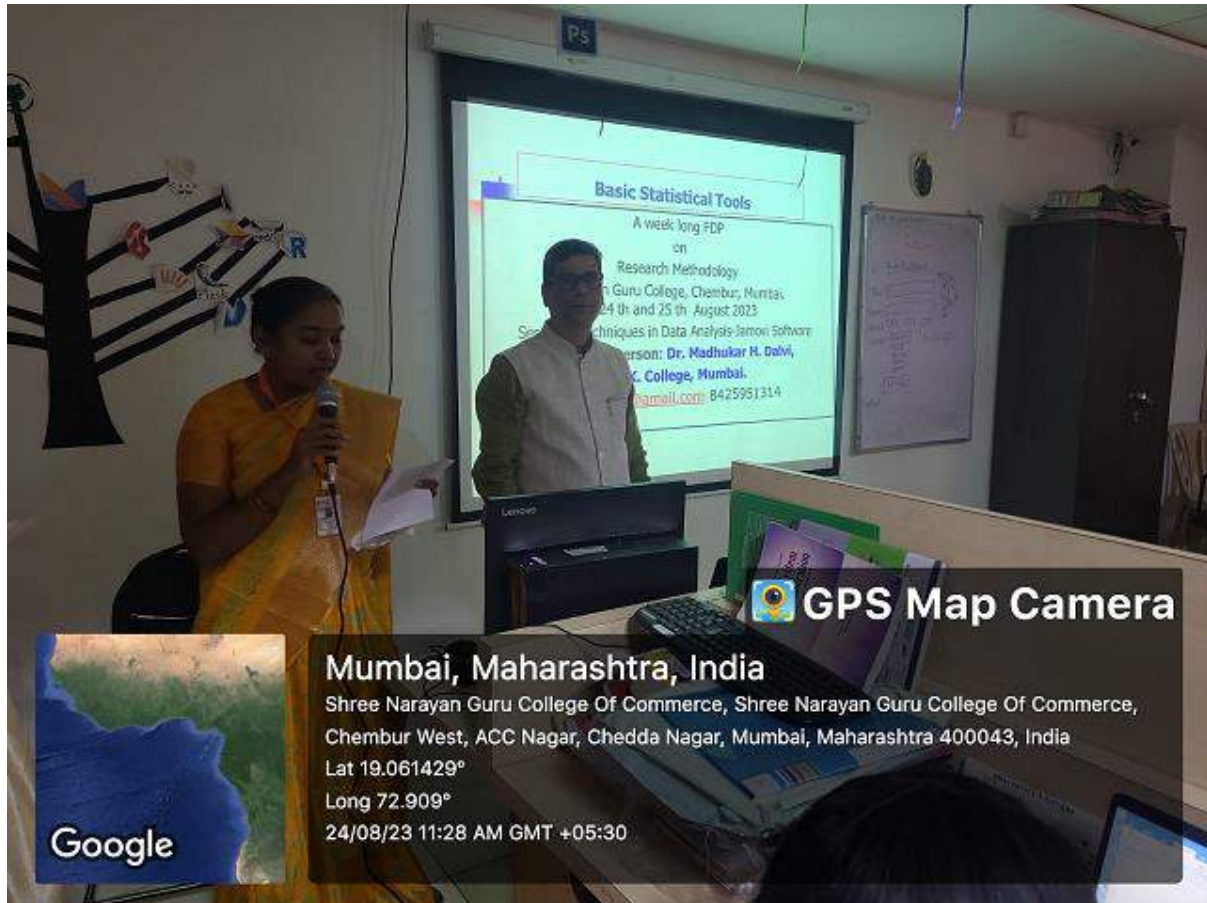 Ps
Basic Statistical Tools
A week long FDP
on
Research Methodology
n Guru College, Chembur, Mumbai.
24 th and 25 th August 2023
chniques in Data Analysis-Jamovi Software
erson: Dr. Madhukar H. Dalvi,
K. College, Mumbai.
@gmail.com 8425951314
Lenovo
GPS Map Camera
Mumbai, Maharashtra, India
Shree Narayan Guru College Of Commerce, Shree Narayan Guru College Of Commerce,
Chembur West, ACC Nagar, Chedda Nagar, Mumbai, Maharashtra 400043, India
Lat 19.061429°
Long 72.909°
24/08/23 11:28 AM GMT +05:30
Google